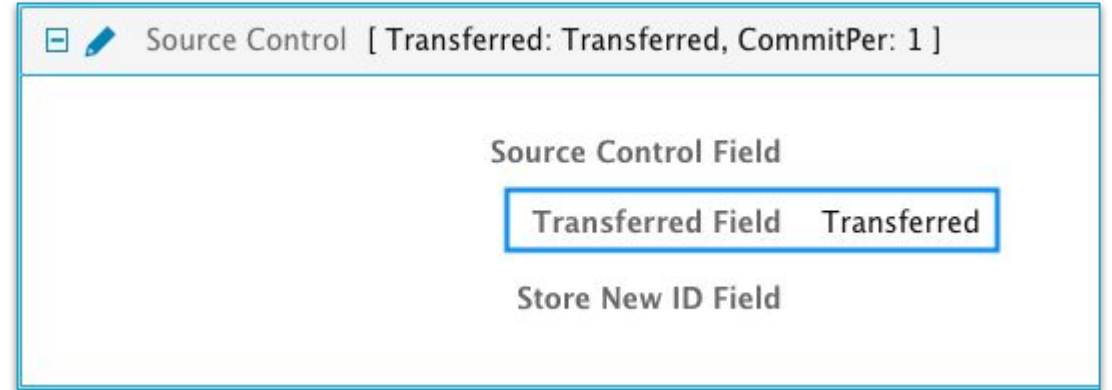 Source Control [ Transferred: Transferred, CommitPer: 1 ]
Source Control Field
Transferred Field Transferred
Store New ID Field